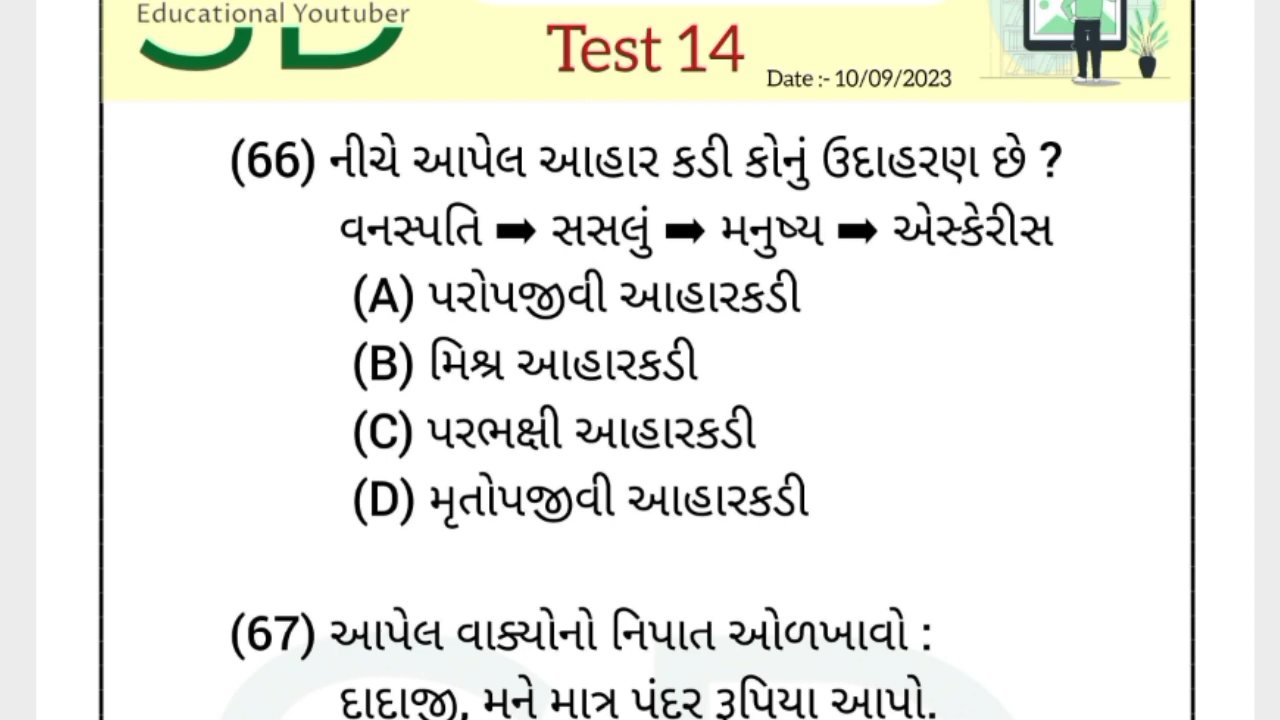 Educational Youtuber
Test 14
Date :- 10/09/2023
(66) નીચે આપેલ આહાર કડી કોનું ઉદાહરણ છે ?
વનસ્પતિ ➡ સસલું ➡ મનુષ્ય ➡ એસ્કેરીસ
(A) પરોપજીવી આહારકડી
(B) મિશ્ર આહારકડી
(C) પરભક્ષી આહારકડી
(D) મૃતોપજીવી આહારકડી
(67) આપેલ વાક્યોનો નિપાત ઓળખાવો :
દાદાજી, મને માત્ર પંદર રૂપિયા આપો.